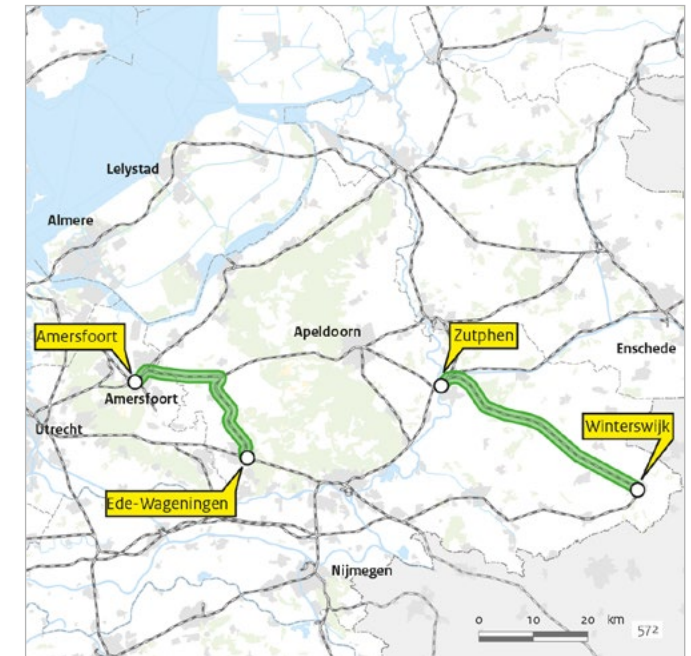 Lelystad
Almere
Apeldoorn
Amersfoort
Zutphen
Enschede
Amersfoort
Utrecht
Winterswijk
Ede-Wageningen
Nijmegen
0 10 20 km
572